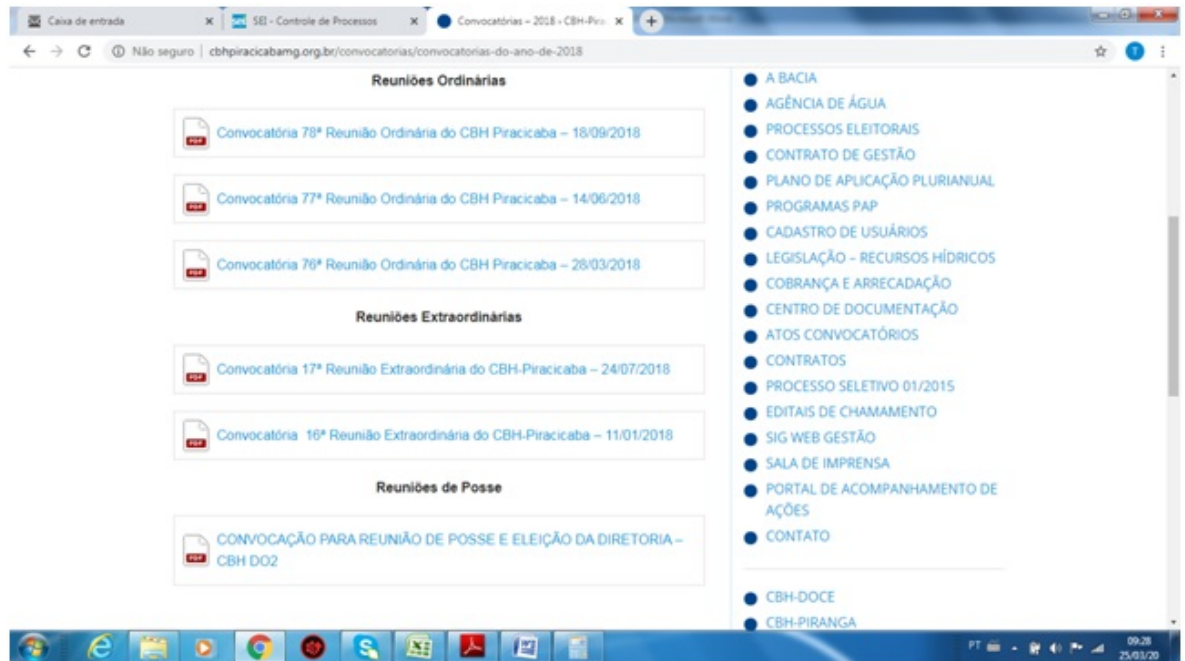 Caixa de entrada
sei SEI - Controle de Processos
Convocatórias – 2018 - CBH-Pira
Não seguro | cbhpiracicabamg.org.br/convocatorias/convocatorias-do-ano-de-2018
T
Reuniões Ordinárias
PDF Convocatória 78ª Reunião Ordinária do CBH Piracicaba – 18/09/2018
PDF Convocatória 77ª Reunião Ordinária do CBH Piracicaba – 14/06/2018
PDF Convocatória 76ª Reunião Ordinária do CBH Piracicaba – 28/03/2018
Reuniões Extraordinárias
PDF Convocatória 17ª Reunião Extraordinária do CBH-Piracicaba – 24/07/2018
PDF Convocatória 16ª Reunião Extraordinária do CBH-Piracicaba – 11/01/2018
Reuniões de Posse
PDF CONVOCAÇÃO PARA REUNIÃO DE POSSE E ELEIÇÃO DA DIRETORIA –
CBH DO2
A BACIA
AGÊNCIA DE ÁGUA
PROCESSOS ELEITORAIS
CONTRATO DE GESTÃO
PLANO DE APLICAÇÃO PLURIANUAL
PROGRAMAS PAP
CADASTRO DE USUÁRIOS
LEGISLAÇÃO – RECURSOS HÍDRICOS
COBRANÇA E ARRECADAÇÃO
CENTRO DE DOCUMENTAÇÃO
ATOS CONVOCATÓRIOS
CONTRATOS
PROCESSO SELETIVO 01/2015
EDITAIS DE CHAMAMENTO
SIG WEB GESTÃO
SALA DE IMPRENSA
PORTAL DE ACOMPANHAMENTO DE
AÇÕES
CONTATO
CBH-DOCE
CBH-PIRANGA
PT
09:28
25/03/20